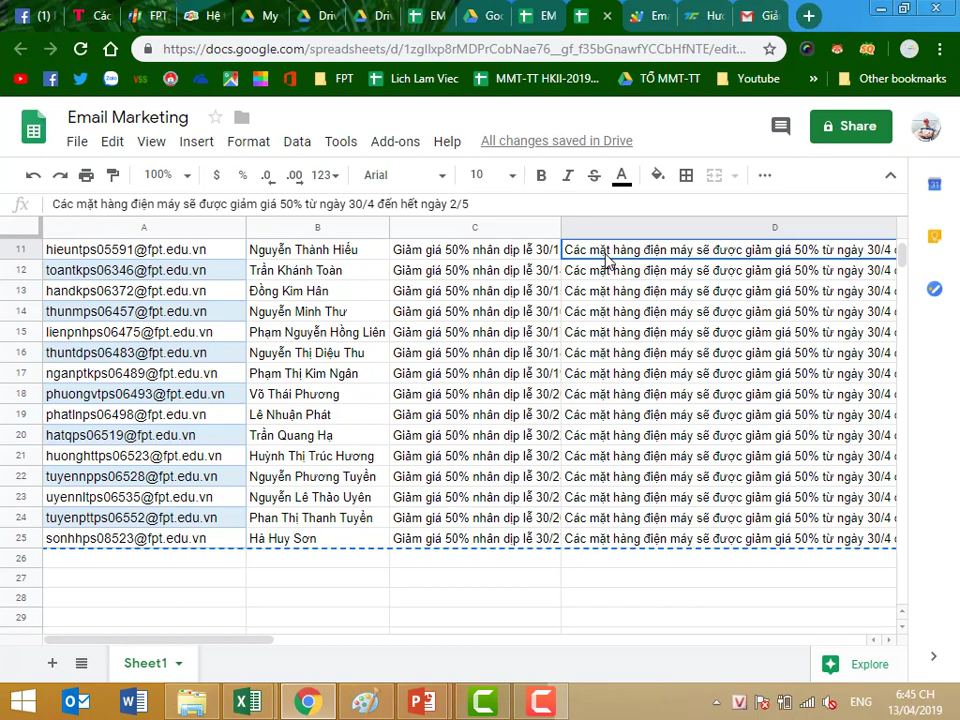 (1)
Các
FPT
Hệ
My
Driv
Driv
EM
Goo
EM
Ema
Hướ
Giả
https://docs.google.com/spreadsheets/d/1zgIlxp8rMDPrCobNae76__gf_f35bGnawfYCCbHfNTE/edit...
FPT
Lich Lam Viec
MMT-TT HKII-2019...
TỔ MMT-TT
Youtube
»
Other bookmarks
Email Marketing
Share
File Edit View Insert Format Data Tools Add-ons Help All changes saved in Drive
100% $ % .0 .00 123 Arial 10 B I S A
fx Các mặt hàng điện máy sẽ được giảm giá 50% từ ngày 30/4 đến hết ngày 2/5
A B C D
11 hieuntps05591@fpt.edu.vn Nguyễn Thành Hiếu Giảm giá 50% nhân dịp lễ 30/1 Các mặt hàng điện máy sẽ được giảm giá 50% từ ngày 30/4
12 toantkps06346@fpt.edu.vn Trần Khánh Toàn Giảm giá 50% nhân dịp lễ 30/1 Các mặt hàng điện máy sẽ được giảm giá 50% từ ngày 30/4
13 handkps06372@fpt.edu.vn Đồng Kim Hân Giảm giá 50% nhân dịp lễ 30/1 Các mặt hàng điện máy sẽ được giảm giá 50% từ ngày 30/4
14 thunmps06457@fpt.edu.vn Nguyễn Minh Thư Giảm giá 50% nhân dịp lễ 30/1 Các mặt hàng điện máy sẽ được giảm giá 50% từ ngày 30/4
15 lienpnhps06475@fpt.edu.vn Phạm Nguyễn Hồng Liên Giảm giá 50% nhân dịp lễ 30/1 Các mặt hàng điện máy sẽ được giảm giá 50% từ ngày 30/4
16 thuntdps06483@fpt.edu.vn Nguyễn Thị Diệu Thu Giảm giá 50% nhân dịp lễ 30/1 Các mặt hàng điện máy sẽ được giảm giá 50% từ ngày 30/4
17 nganptkps06489@fpt.edu.vn Phạm Thị Kim Ngân Giảm giá 50% nhân dịp lễ 30/1 Các mặt hàng điện máy sẽ được giảm giá 50% từ ngày 30/4
18 phuongvtps06493@fpt.edu.vn Võ Thái Phương Giảm giá 50% nhân dịp lễ 30/2 Các mặt hàng điện máy sẽ được giảm giá 50% từ ngày 30/4
19 phatlnps06498@fpt.edu.vn Lê Nhuận Phát Giảm giá 50% nhân dịp lễ 30/2 Các mặt hàng điện máy sẽ được giảm giá 50% từ ngày 30/4
20 hatqps06519@fpt.edu.vn Trần Quang Hạ Giảm giá 50% nhân dịp lễ 30/2 Các mặt hàng điện máy sẽ được giảm giá 50% từ ngày 30/4
21 huonghttps06523@fpt.edu.vn Huỳnh Thị Trúc Hương Giảm giá 50% nhân dịp lễ 30/2 Các mặt hàng điện máy sẽ được giảm giá 50% từ ngày 30/4
22 tuyennpps06528@fpt.edu.vn Nguyễn Phương Tuyền Giảm giá 50% nhân dịp lễ 30/2 Các mặt hàng điện máy sẽ được giảm giá 50% từ ngày 30/4
23 uyennltps06535@fpt.edu.vn Nguyễn Lê Thảo Uyên Giảm giá 50% nhân dịp lễ 30/2 Các mặt hàng điện máy sẽ được giảm giá 50% từ ngày 30/4
24 tuyenpttps06552@fpt.edu.vn Phan Thị Thanh Tuyền Giảm giá 50% nhân dịp lễ 30/2 Các mặt hàng điện máy sẽ được giảm giá 50% từ ngày 30/4
25 sonhhps08523@fpt.edu.vn Hà Huy Sơn Giảm giá 50% nhân dịp lễ 30/2 Các mặt hàng điện máy sẽ được giảm giá 50% từ ngày 30/4
26
27
28
29
Sheet1
Explore
ENG
6:45 CH
13/04/2019